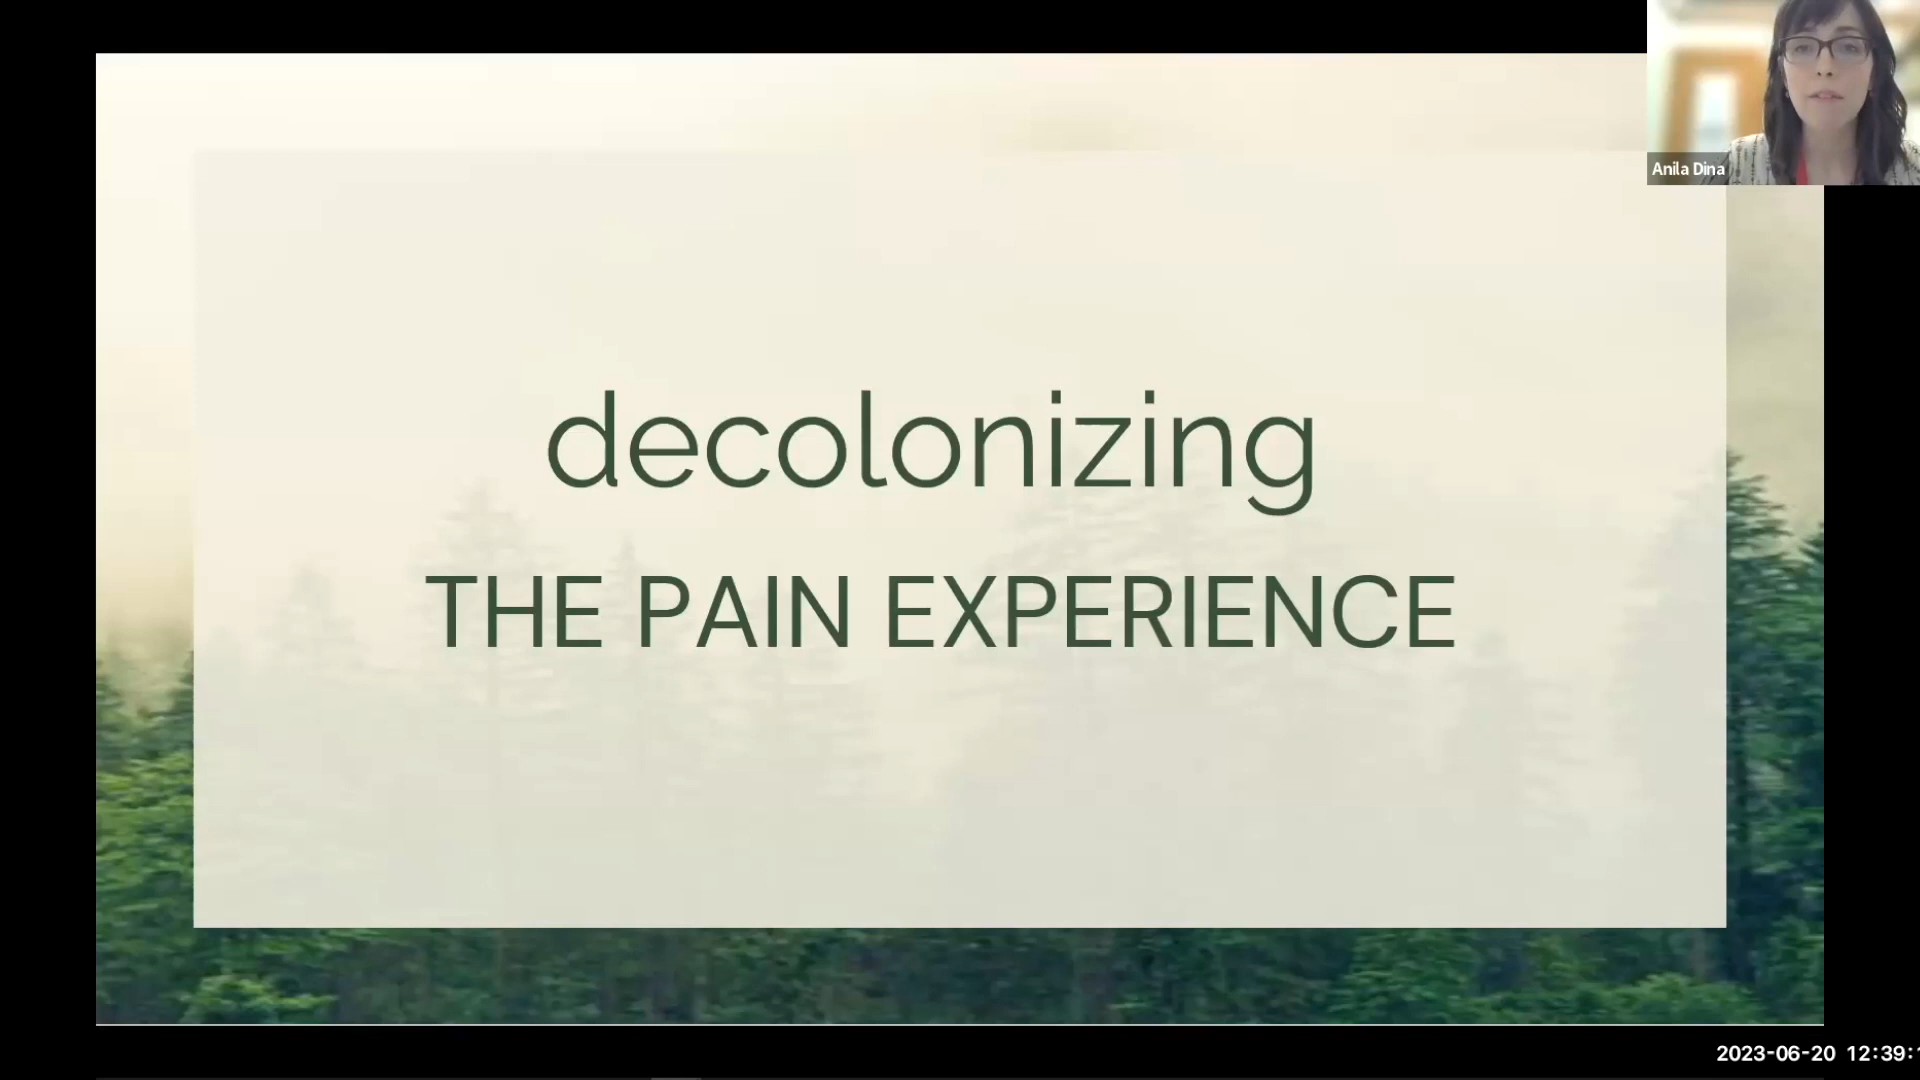 decolonizing
THE PAIN EXPERIENCE
Anila Dina
2023-06-20 12:39: